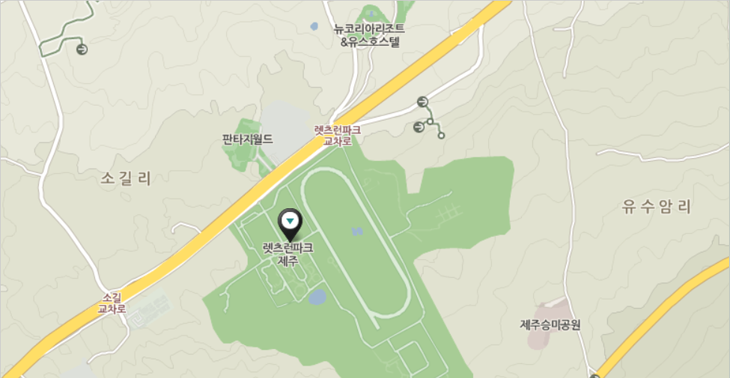 뉴코리아리조트
&유스호스텔
렛츠런파크
교차로
판타지월드
소길리
유수암리
렛츠런파크
제주
소길
교차로
제주승마공원